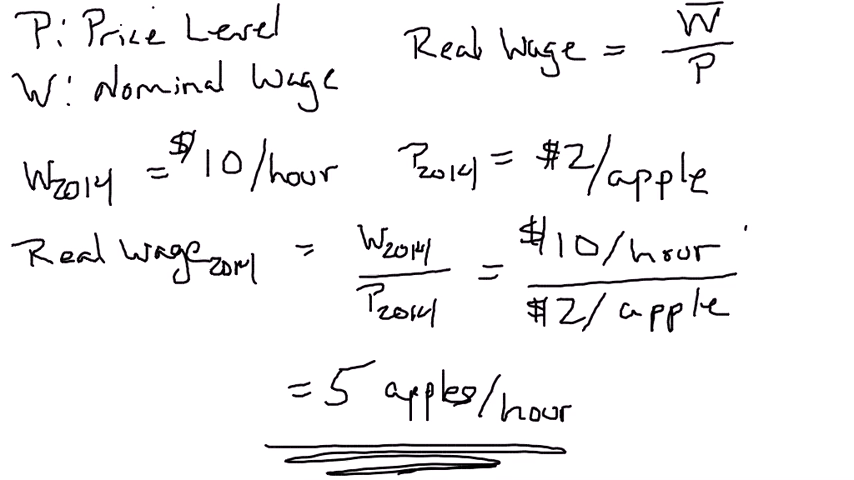 P: Price Level
W: Nominal Wage
Real Wage = W/P
W2014 = $10/hour P2014 = $2/apple
Real Wage2014 = W2014/P2014 = $10/hour / $2/apple
= 5 apples/hour